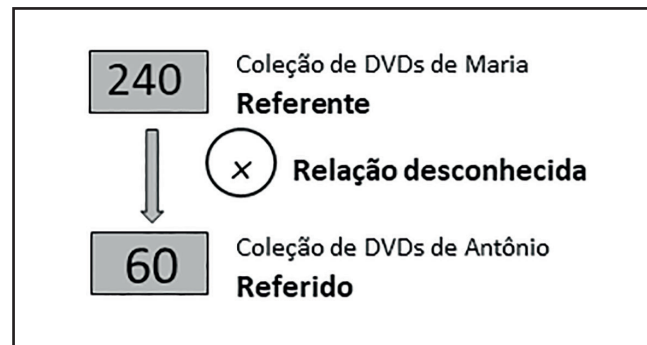 240
Coleção de DVDs de Maria
Referente
x
Relação desconhecida
60
Coleção de DVDs de Antônio
Referido